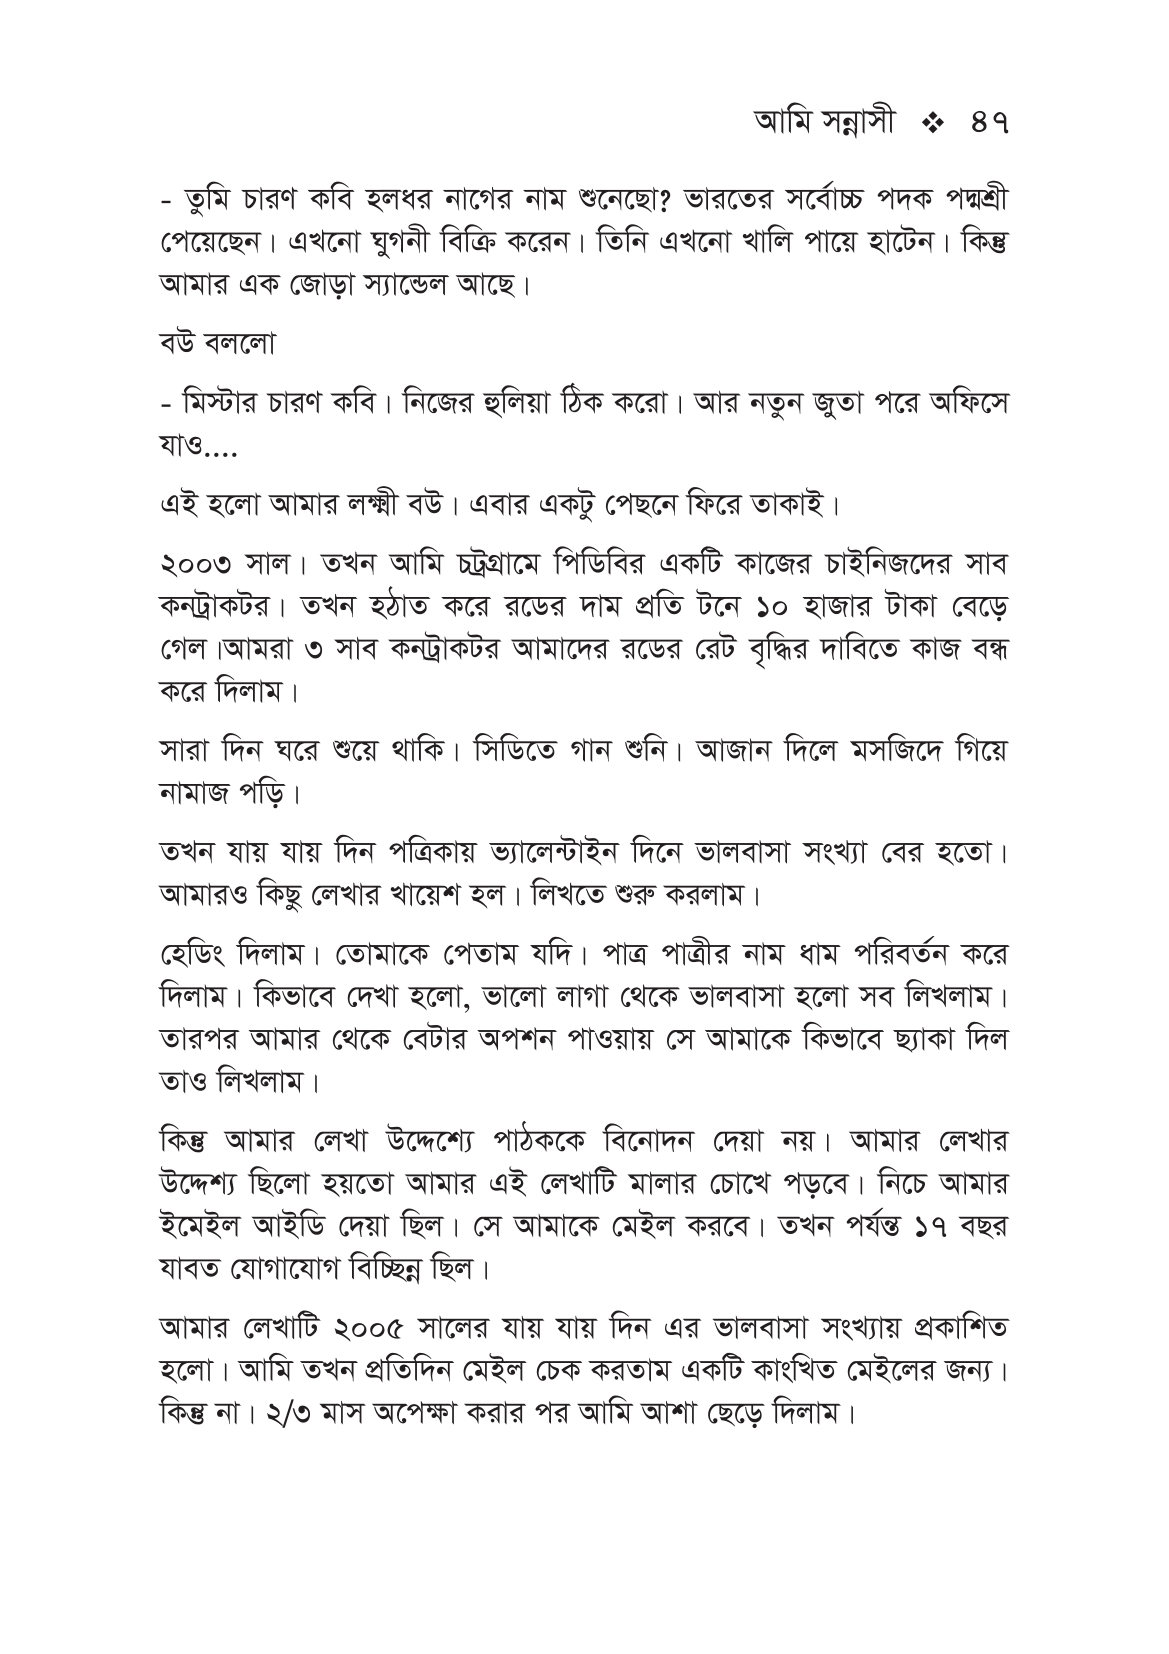 আমি সন্নাসী ❖ ৪৭
- তুমি চারণ কবি হলধর নাগের নাম শুনেছো? ভারতের সর্বোচ্চ পদক পদ্মশ্রী
পেয়েছেন। এখনো ঘুগনী বিক্রি করেন। তিনি এখনো খালি পায়ে হাটেন। কিন্তু
আমার এক জোড়া স্যান্ডেল আছে।
বউ বললো
- মিস্টার চারণ কবি। নিজের হুলিয়া ঠিক করো। আর নতুন জুতা পরে অফিসে
যাও....
এই হলো আমার লক্ষ্মী বউ। এবার একটু পেছনে ফিরে তাকাই।
২০০৩ সাল। তখন আমি চট্রগ্রামে পিডিবির একটি কাজের চাইনিজদের সাব
কনট্রাকটর। তখন হঠাত করে রডের দাম প্রতি টনে ১০ হাজার টাকা বেড়ে
গেল।আমরা ৩ সাব কনট্রাকটর আমাদের রডের রেট বৃদ্ধির দাবিতে কাজ বন্ধ
করে দিলাম।
সারা দিন ঘরে শুয়ে থাকি। সিডিতে গান শুনি। আজান দিলে মসজিদে গিয়ে
নামাজ পড়ি।
তখন যায় যায় দিন পত্রিকায় ভ্যালেন্টাইন দিনে ভালবাসা সংখ্যা বের হতো।
আমারও কিছু লেখার খায়েশ হল। লিখতে শুরু করলাম।
হেডিং দিলাম। তোমাকে পেতাম যদি। পাত্র পাত্রীর নাম ধাম পরিবর্তন করে
দিলাম। কিভাবে দেখা হলো, ভালো লাগা থেকে ভালবাসা হলো সব লিখলাম।
তারপর আমার থেকে বেটার অপশন পাওয়ায় সে আমাকে কিভাবে ছ্যাকা দিল
তাও লিখলাম।
কিন্তু আমার লেখা উদ্দেশ্যে পাঠককে বিনোদন দেয়া নয়। আমার লেখার
উদ্দেশ্য ছিলো হয়তো আমার এই লেখাটি মালার চোখে পড়বে। নিচে আমার
ইমেইল আইডি দেয়া ছিল। সে আমাকে মেইল করবে। তখন পর্যন্ত ১৭ বছর
যাবত যোগাযোগ বিচ্ছিন্ন ছিল।
আমার লেখাটি ২০০৫ সালের যায় যায় দিন এর ভালবাসা সংখ্যায় প্রকাশিত
হলো। আমি তখন প্রতিদিন মেইল চেক করতাম একটি কাংখিত মেইলের জন্য।
কিন্তু না। ২/৩ মাস অপেক্ষা করার পর আমি আশা ছেড়ে দিলাম।